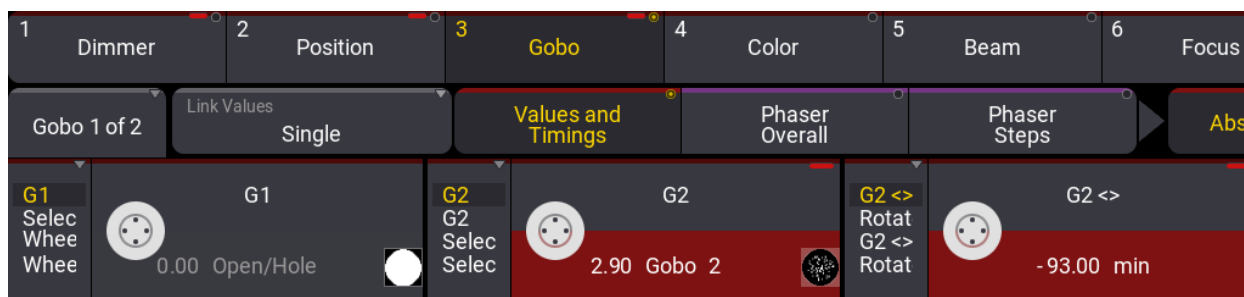 1 Dimmer
2 Position
3 Gobo
4 Color
5 Beam
6 Focus
Gobo 1 of 2
Link Values
Single
Values and
Timings
Phaser
Overall
Phaser
Steps
Abs
G1
Selec
Whee
Whee
G1
0.00 Open/Hole
G2
G2
Selec
Selec
G2
2.90 Gobo 2
G2 <>
Rotat
G2 <>
Rotat
G2 <>
-93.00 min